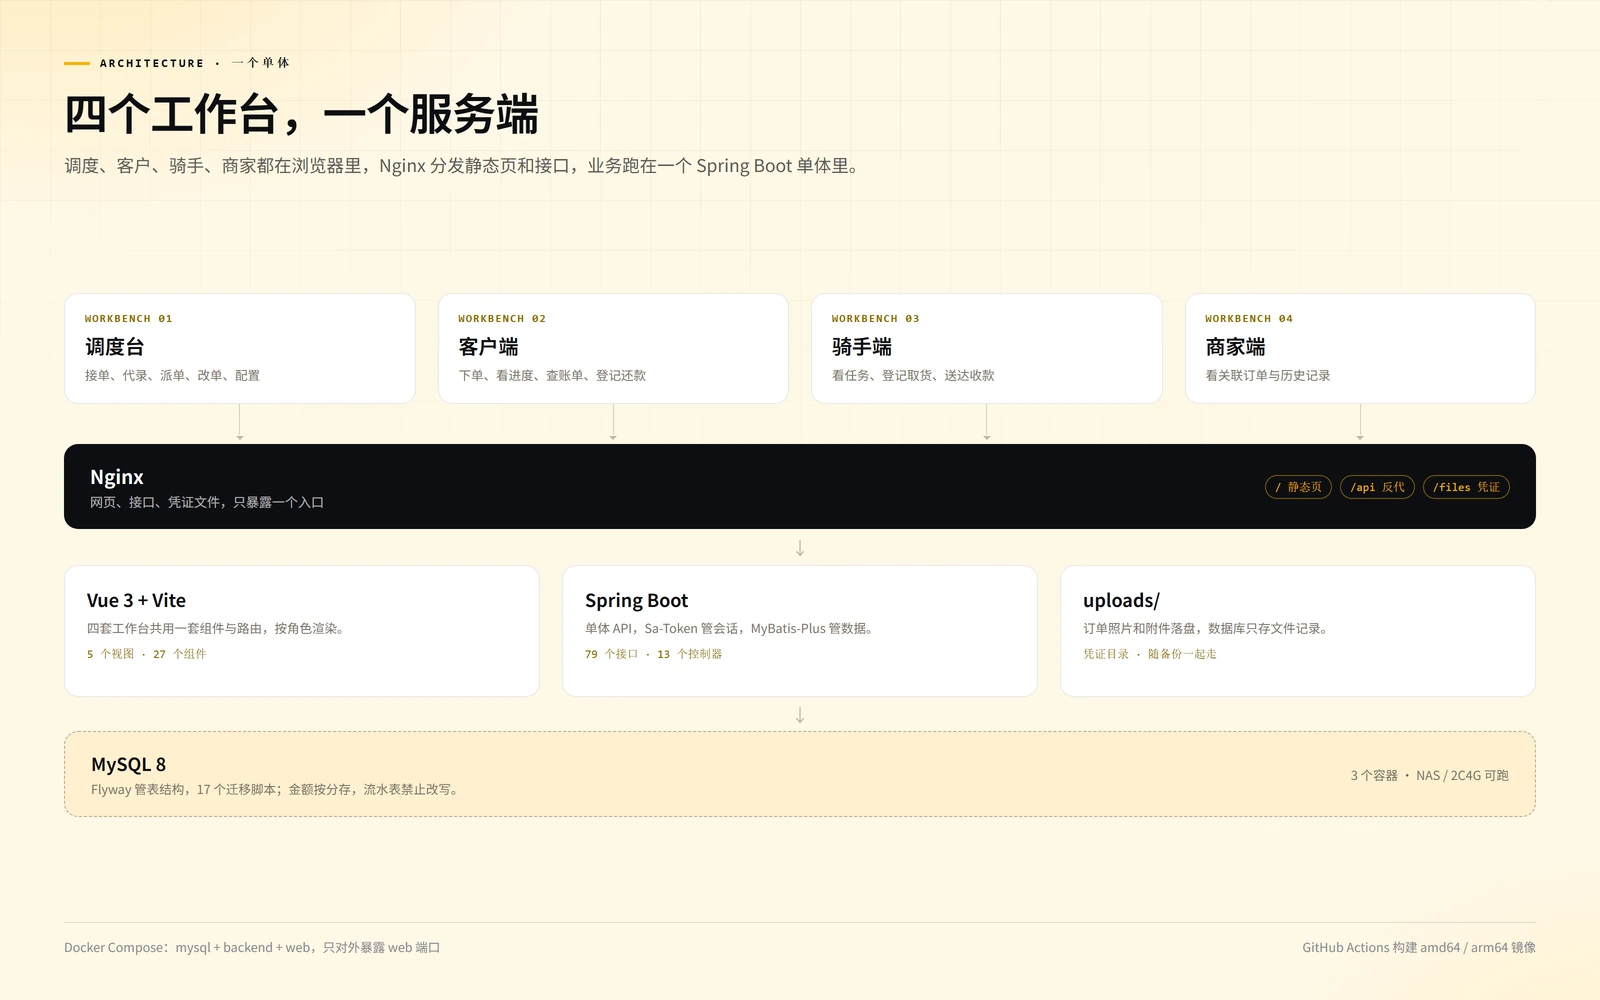 ARCHITECTURE · 一个单体
四个工作台，一个服务端
调度、客户、骑手、商家都在浏览器里，Nginx 分发静态页和接口，业务跑在一个 Spring Boot 单体里。
WORKBENCH 01
调度台
接单、代录、派单、改单、配置
WORKBENCH 02
客户端
下单、看进度、查账单、登记还款
WORKBENCH 03
骑手端
看任务、登记取货、送达收款
WORKBENCH 04
商家端
看关联订单与历史记录
Nginx
网页、接口、凭证文件，只暴露一个入口
/ 静态页
/api 反代
/files 凭证
↓
Vue 3 + Vite
四套工作台共用一套组件与路由，按角色渲染。
5 个视图 · 27 个组件
Spring Boot
单体 API，Sa-Token 管会话，MyBatis-Plus 管数据。
79 个接口 · 13 个控制器
uploads/
订单照片和附件落盘，数据库只存文件记录。
凭证目录 · 随备份一起走
↓
MySQL 8
Flyway 管表结构，17 个迁移脚本；金额按分存，流水表禁止改写。
3 个容器 · NAS / 2C4G 可跑
Docker Compose：mysql + backend + web，只对外暴露 web 端口
GitHub Actions 构建 amd64 / arm64 镜像